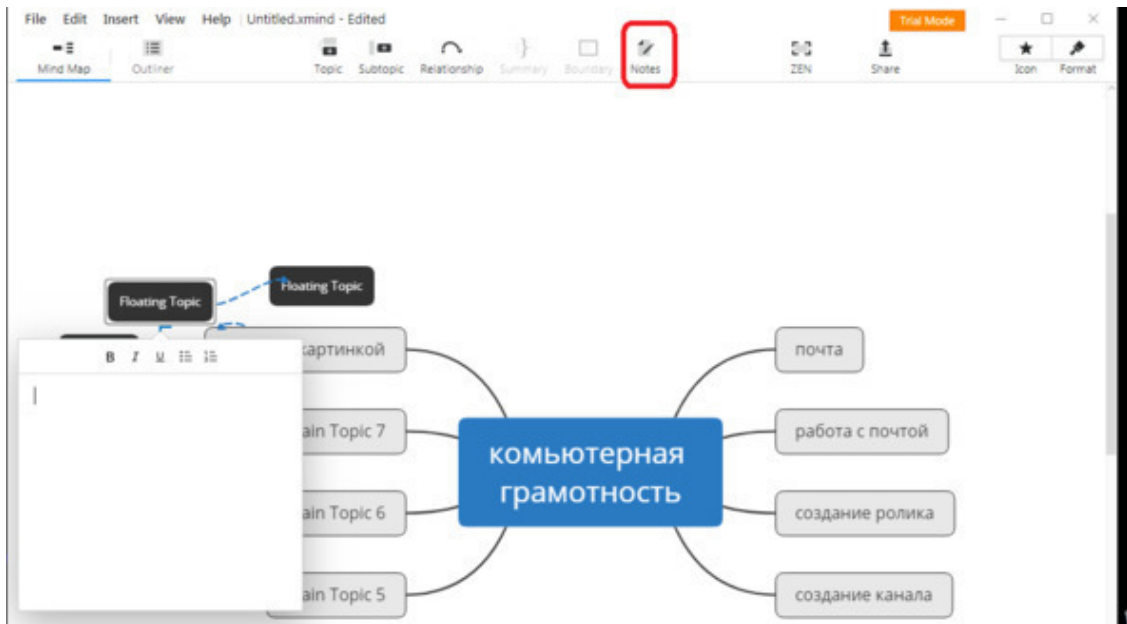 File Edit Insert View Help Untitled.xmind - Edited Trial Mode
Mind Map Outliner Topic Subtopic Relationship Summary Boundary Notes ZEN Share Icon Format
Floating Topic
Floating Topic
B I U
картинкой
почта
ain Topic 7
работа с почтой
комьютерная
грамотность
ain Topic 6
создание ролика
ain Topic 5
создание канала